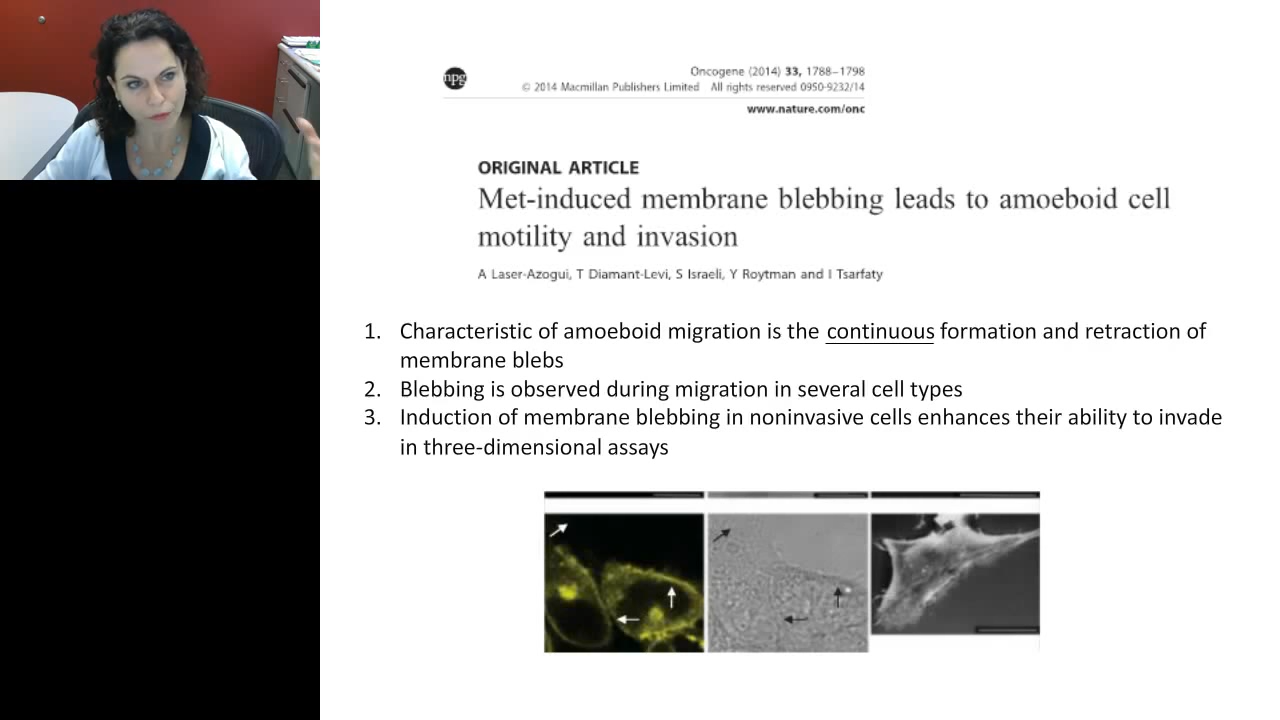 npg
Oncogene (2014) 33, 1788–1798
© 2014 Macmillan Publishers Limited All rights reserved 0950-9232/14
www.nature.com/onc
ORIGINAL ARTICLE
Met-induced membrane blebbing leads to amoeboid cell
motility and invasion
A Laser-Azogui, T Diamant-Levi, S Israeli, Y Roytman and I Tsarfaty
1. Characteristic of amoeboid migration is the continuous formation and retraction of
membrane blebs
2. Blebbing is observed during migration in several cell types
3. Induction of membrane blebbing in noninvasive cells enhances their ability to invade
in three-dimensional assays